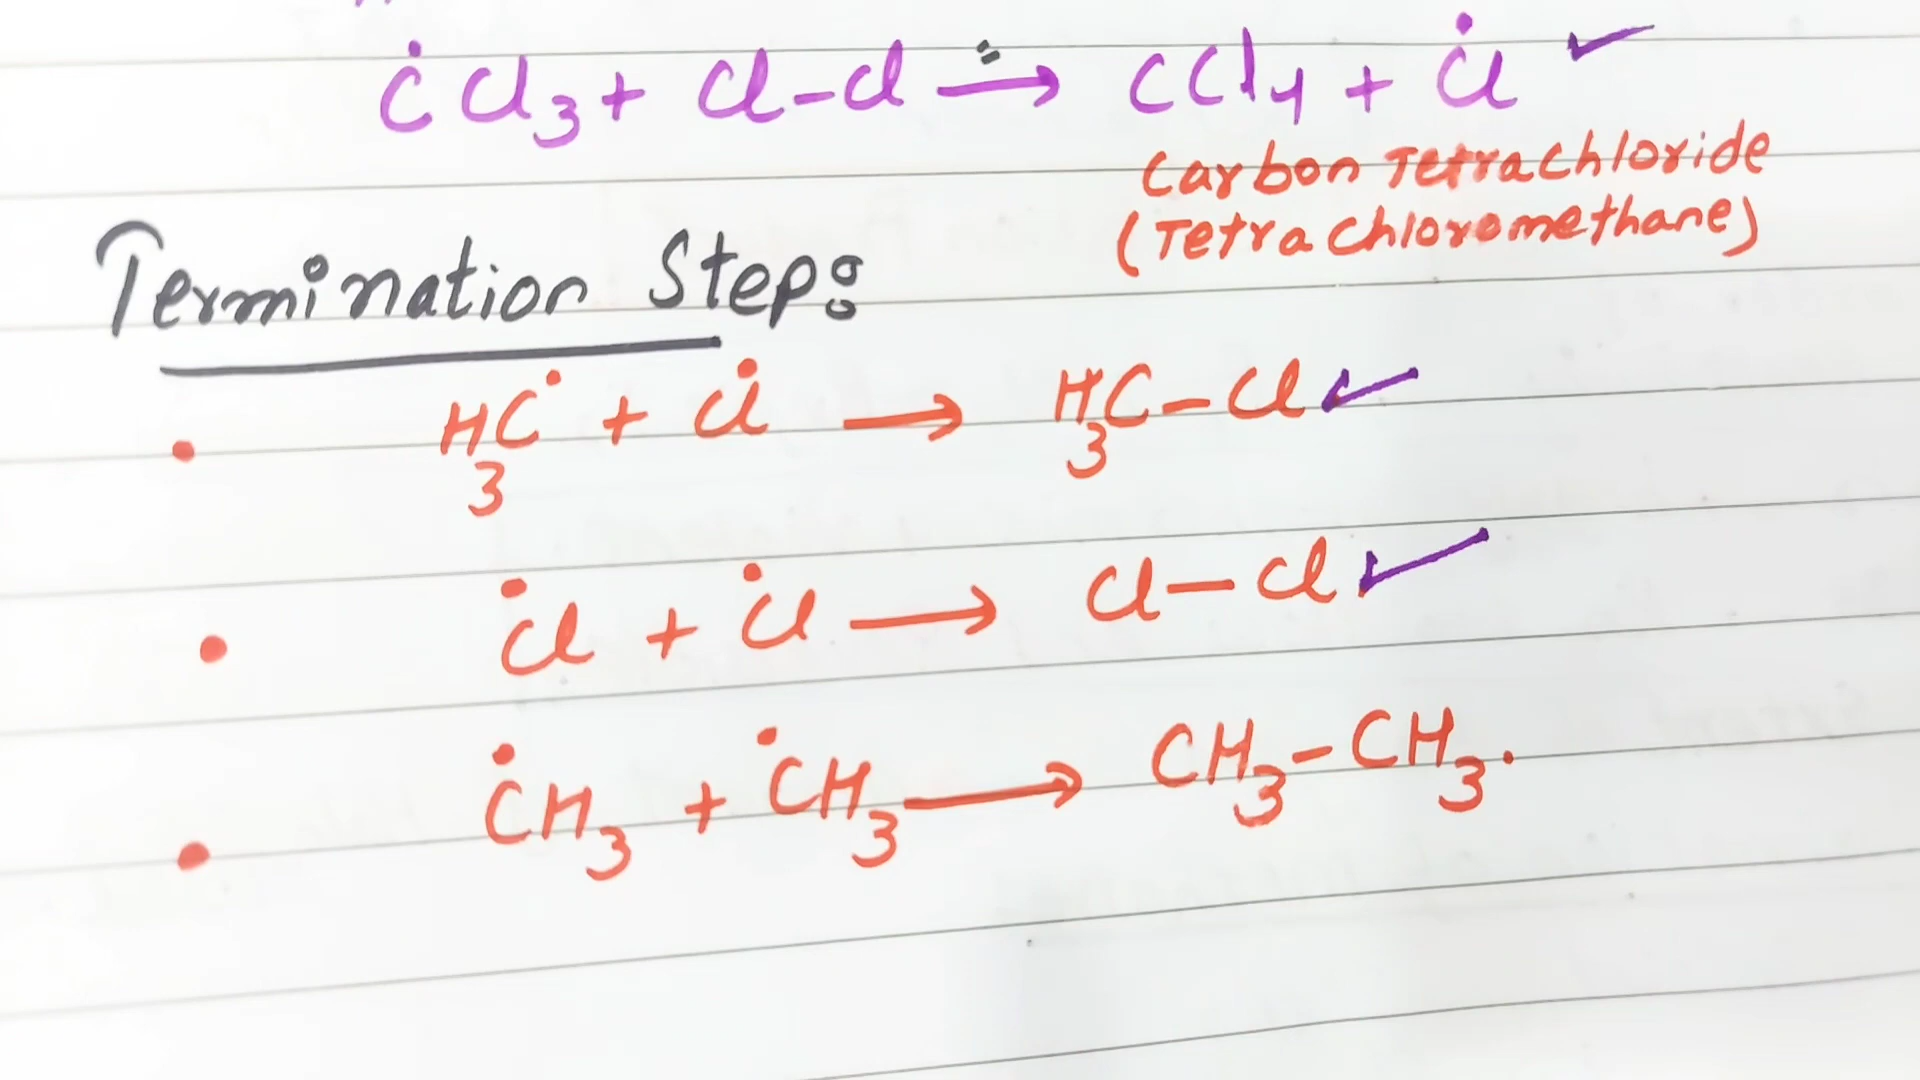 ĊCl₃ + Cl–Cl ⟶ CCl₄ + Ċl ✓
Carbon Tetrachloride
(Tetrachloromethane)
Termination Step:
• H₃Ċ + Ċl ⟶ H₃C–Cl ✓
• Ċl + Ċl ⟶ Cl–Cl ✓
• ĊH₃ + ĊH₃ ⟶ CH₃–CH₃.